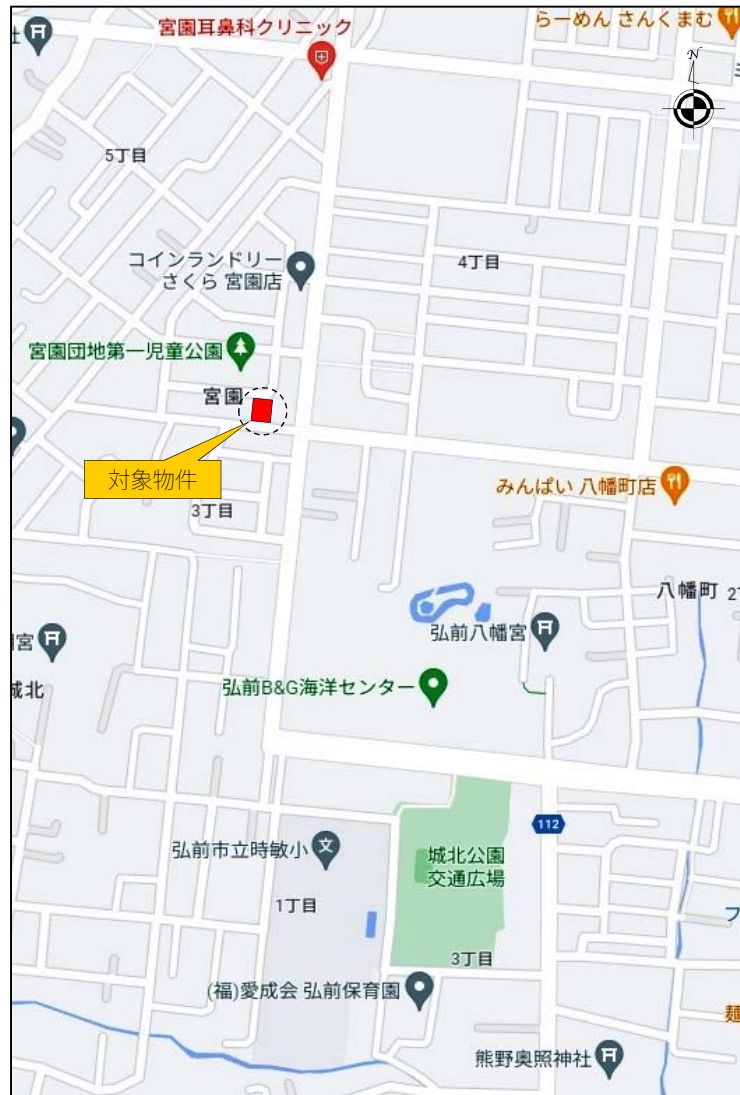 らーめん さんくまむ
宮園耳鼻科クリニック
社
N
5丁目
コインランドリー
さくら 宮園店
4丁目
宮園団地第一児童公園
宮園
対象物件
みんぱい 八幡町店
3丁目
八幡町
弘前八幡宮
宮
城北
弘前B&G海洋センター
112
弘前市立時敏小
文
城北公園
交通広場
1丁目
フ
3丁目
(福)愛成会 弘前保育園
麺
熊野奥照神社